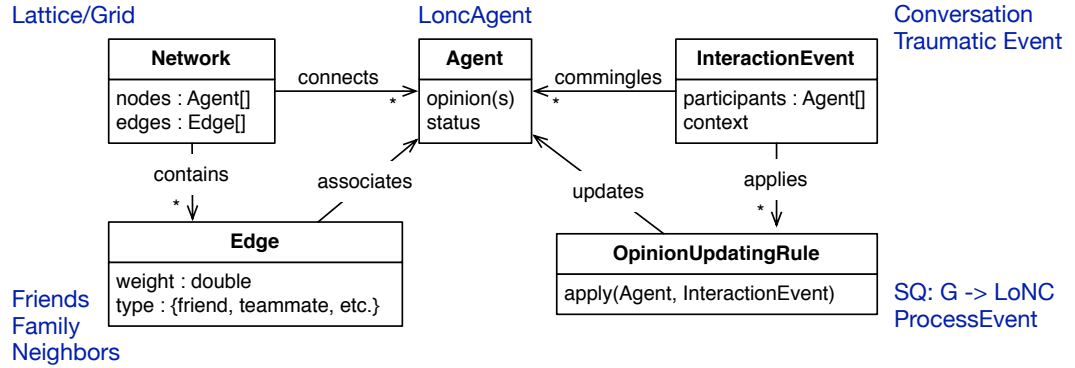 Lattice/Grid
LoncAgent
Conversation
Traumatic Event
Network
nodes : Agent[]
edges : Edge[]
connects
*
Agent
opinion(s)
status
commingles
*
InteractionEvent
participants : Agent[]
context
contains
*
associates
updates
applies
*
Edge
weight : double
type : {friend, teammate, etc.}
OpinionUpdatingRule
apply(Agent, InteractionEvent)
Friends
Family
Neighbors
SQ: G -> LoNC
ProcessEvent